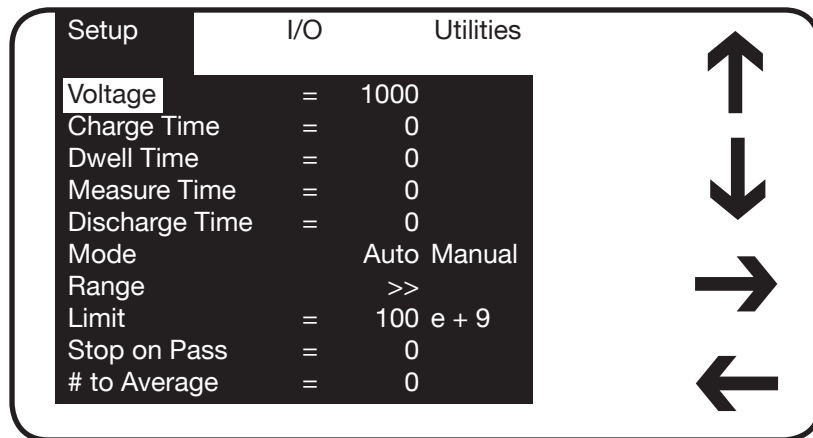 Setup I/O Utilities
Voltage = 1000
Charge Time = 0
Dwell Time = 0
Measure Time = 0
Discharge Time = 0
Mode Auto Manual
Range >>
Limit = 100 e + 9
Stop on Pass = 0
# to Average = 0